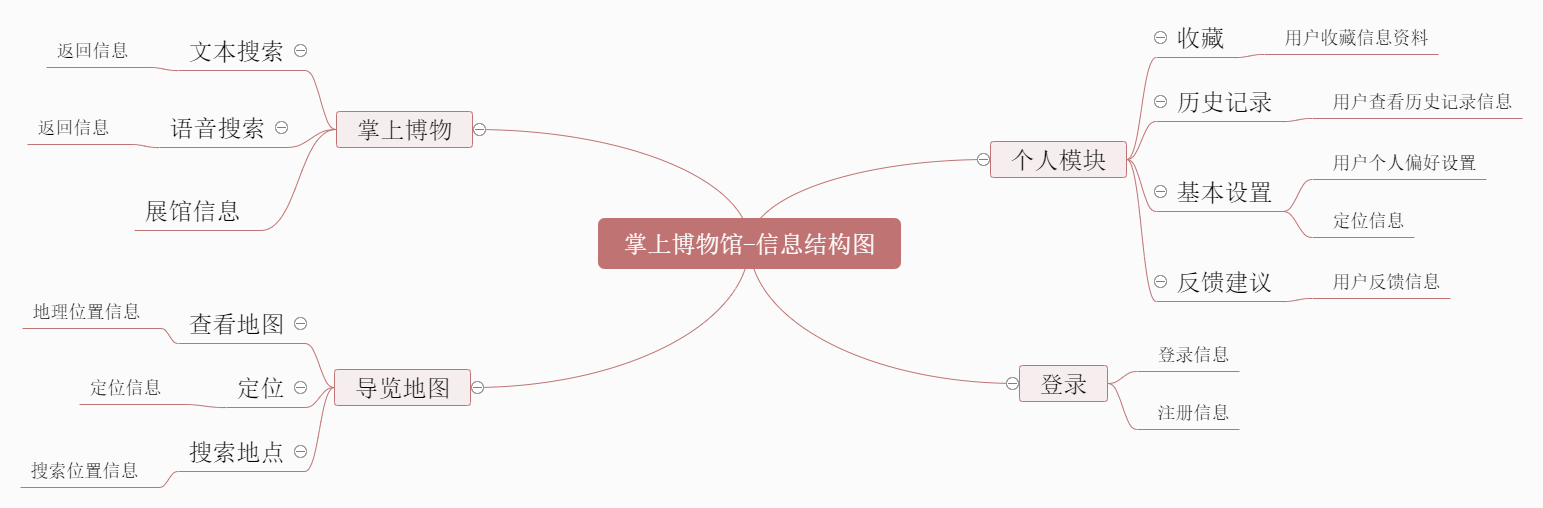 掌上博物馆-信息结构图
掌上博物
文本搜索
返回信息
语音搜索
返回信息
展馆信息
导览地图
查看地图
地理位置信息
定位
定位信息
搜索地点
搜索位置信息
个人模块
收藏
用户收藏信息资料
历史记录
用户查看历史记录信息
基本设置
用户个人偏好设置
定位信息
反馈建议
用户反馈信息
登录
登录信息
注册信息